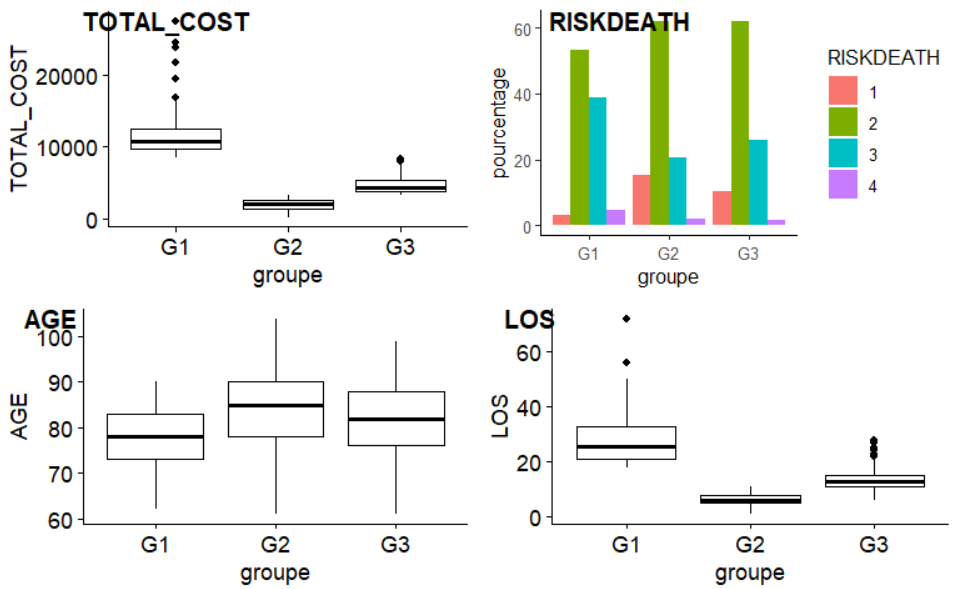 TOTAL_COST
TOTAL_COST
20000
10000
0
G1 G2 G3
groupe
RISKDEATH
pourcentage
60
40
20
0
G1 G2 G3
groupe
RISKDEATH
1
2
3
4
AGE
AGE
100
90
80
70
60
G1 G2 G3
groupe
LOS
LOS
60
40
20
0
G1 G2 G3
groupe